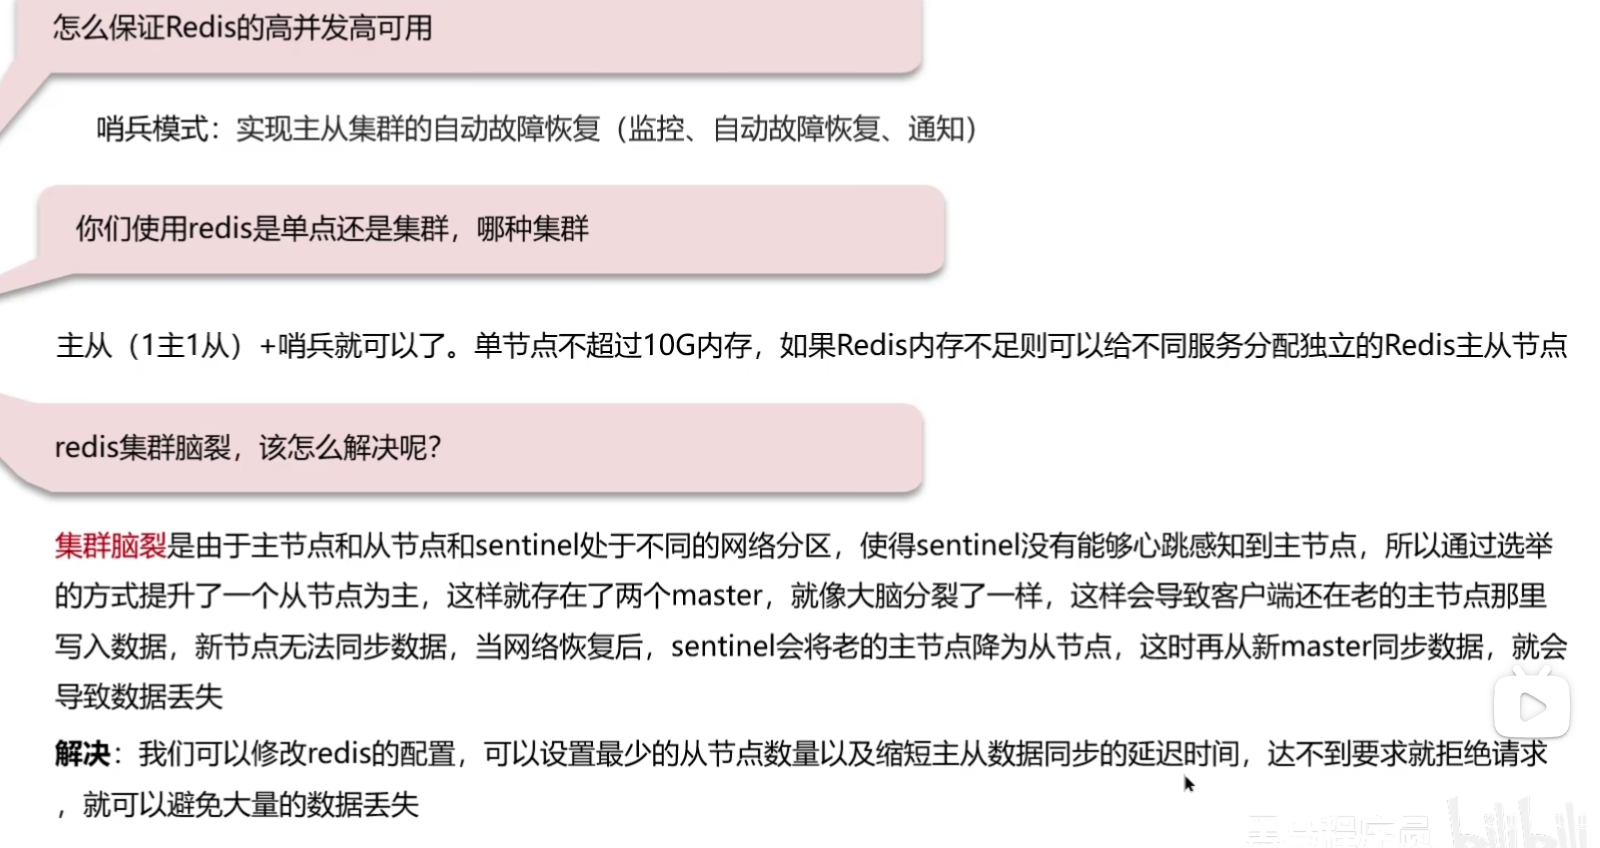 怎么保证Redis的高并发高可用
哨兵模式：实现主从集群的自动故障恢复（监控、自动故障恢复、通知）
你们使用redis是单点还是集群，哪种集群
主从（1主1从）+哨兵就可以了。单节点不超过10G内存，如果Redis内存不足则可以给不同服务分配独立的Redis主从节点
redis集群脑裂，该怎么解决呢？
集群脑裂是由于主节点和从节点和sentinel处于不同的网络分区，使得sentinel没有能够心跳感知到主节点，所以通过选举
的方式提升了一个从节点为主，这样就存在了两个master，就像大脑分裂了一样，这样会导致客户端还在老的主节点那里
写入数据，新节点无法同步数据，当网络恢复后，sentinel会将老的主节点降为从节点，这时再从新master同步数据，就会
导致数据丢失
解决：我们可以修改redis的配置，可以设置最少的从节点数量以及缩短主从数据同步的延迟时间，达不到要求就拒绝请求
，就可以避免大量的数据丢失
黑马程序员 bilibili